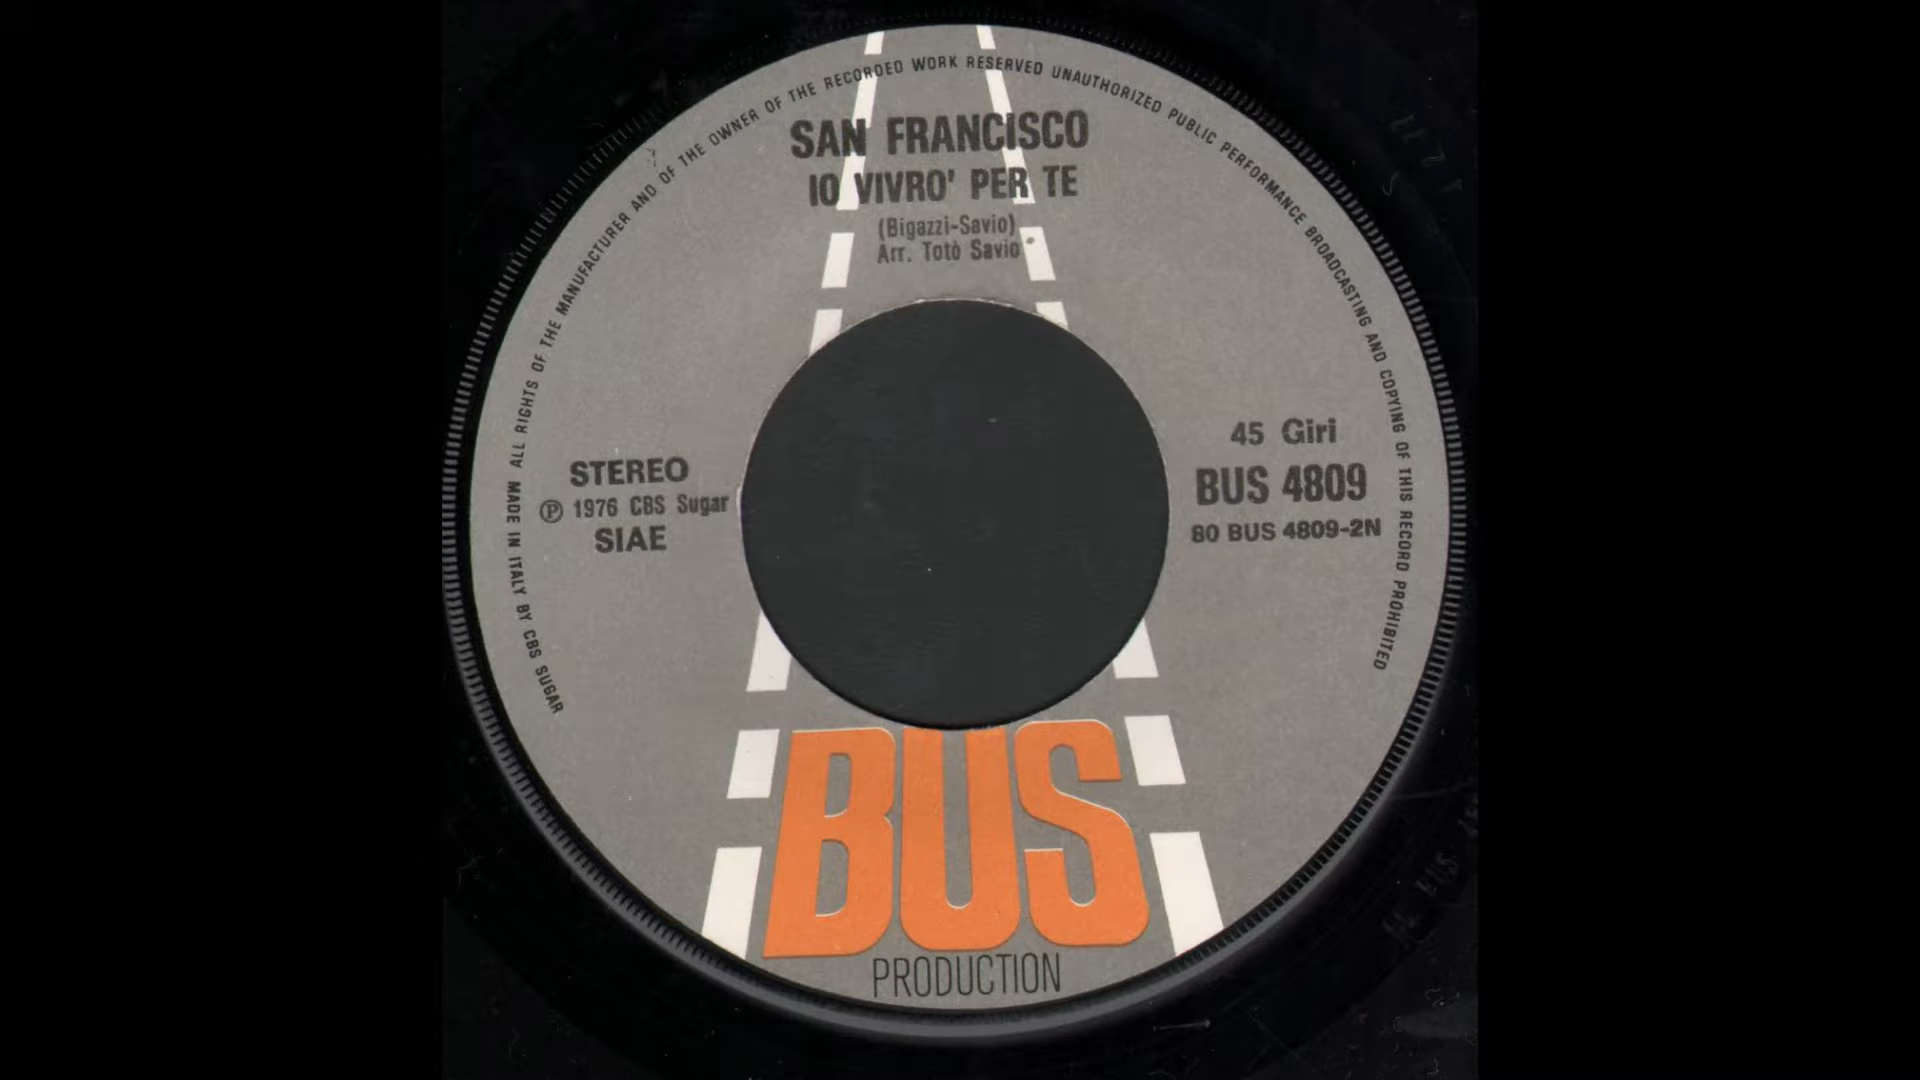 ALL RIGHTS OF THE MANUFACTURER AND OF THE OWNER OF THE RECORDED WORK RESERVED UNAUTHORIZED PUBLIC PERFORMANCE BROADCASTING AND COPYING OF THIS RECORD PROHIBITED
SAN FRANCISCO
IO VIVRO' PER TE
(Bigazzi-Savio)
Arr. Totò Savio
STEREO
Ⓟ 1976 CBS Sugar
SIAE
45 Giri
BUS 4809
80 BUS 4809-2N
MADE IN ITALY BY CBS SUGAR
BUS
PRODUCTION